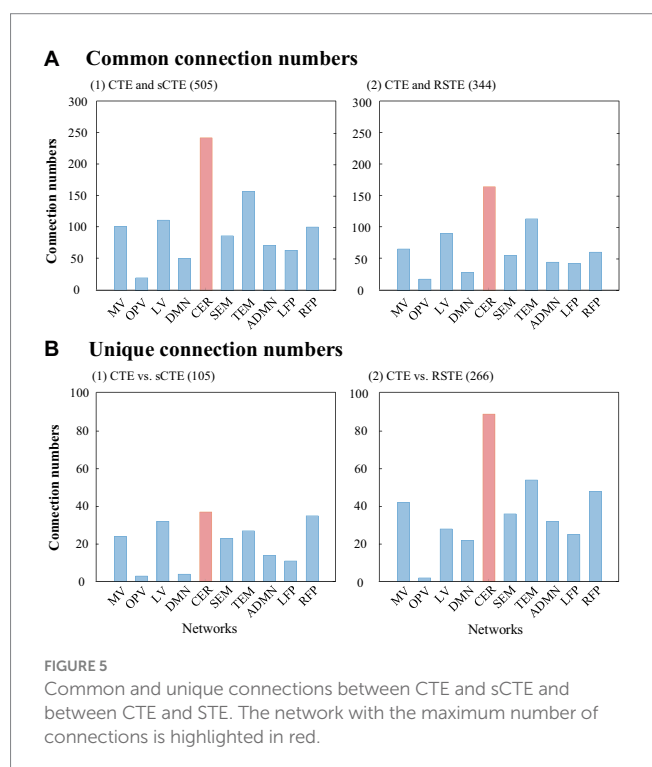 A Common connection numbers
(1) CTE and sCTE (505)
(2) CTE and RSTE (344)
Connection numbers
300
250
200
150
100
50
0
MV OPV LV DMN CER SEM TEM ADMN LFP RFP
300
250
200
150
100
50
0
MV OPV LV DMN CER SEM TEM ADMN LFP RFP
B Unique connection numbers
(1) CTE vs. sCTE (105)
(2) CTE vs. RSTE (266)
Connection numbers
100
80
60
40
20
0
MV OPV LV DMN CER SEM TEM ADMN LFP RFP
Networks
100
80
60
40
20
0
MV OPV LV DMN CER SEM TEM ADMN LFP RFP
Networks
FIGURE 5
Common and unique connections between CTE and sCTE and
between CTE and STE. The network with the maximum number of
connections is highlighted in red.